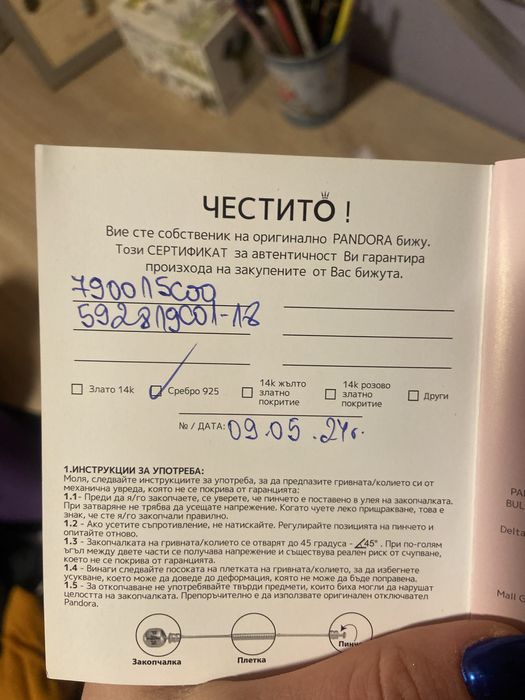 ЧЕСТИТО !
Вие сте собственик на оригинално PANDORA бижу.
Този СЕРТИФИКАТ за автентичност Ви гарантира
произхода на закупените от Вас бижута.
790015C00
592819C01-18
Злато 14k
Сребро 925
14k жълто
златно
покритие
14k розово
златно
покритие
Други
№ / ДАТА: 09.05.24г.
1.ИНСТРУКЦИИ ЗА УПОТРЕБА:
Моля, следвайте инструкциите за употреба, за да предпазите гривната/колието си от
механична увреда, която не се покрива от гаранцията:
1.1- Преди да я/го закопчаете, се уверете, че пинчето е поставено в улея на закопчалката.
При затваряне не трябва да усещате напрежение. Когато чуете леко прищракване, това е
знак, че сте я/го закопчали правилно.
1.2 - Ако усетите съпротивление, не натискайте. Регулирайте позицията на пинчето и
опитайте отново.
1.3 - Закопчалката на гривната/колието се отварят до 45 градуса - ∠45° . При по-голям
ъгъл между двете части се получава напрежение и съществува реален риск от счупване,
което не се покрива от гаранцията.
1.4 - Винаги следвайте посоката на плетката на гривната/колието, за да избегнете
усукване, което може да доведе до деформация, която не може да бъде поправена.
1.5 - За откопчаване не употребявайте твърди предмети, които биха могли да нарушат
целостта на закопчалката. Препоръчително е да използвате оригинален отключвател
Pandora.
Закопчалка
Плетка
Пинч
PA
BUL
Delta
Mall